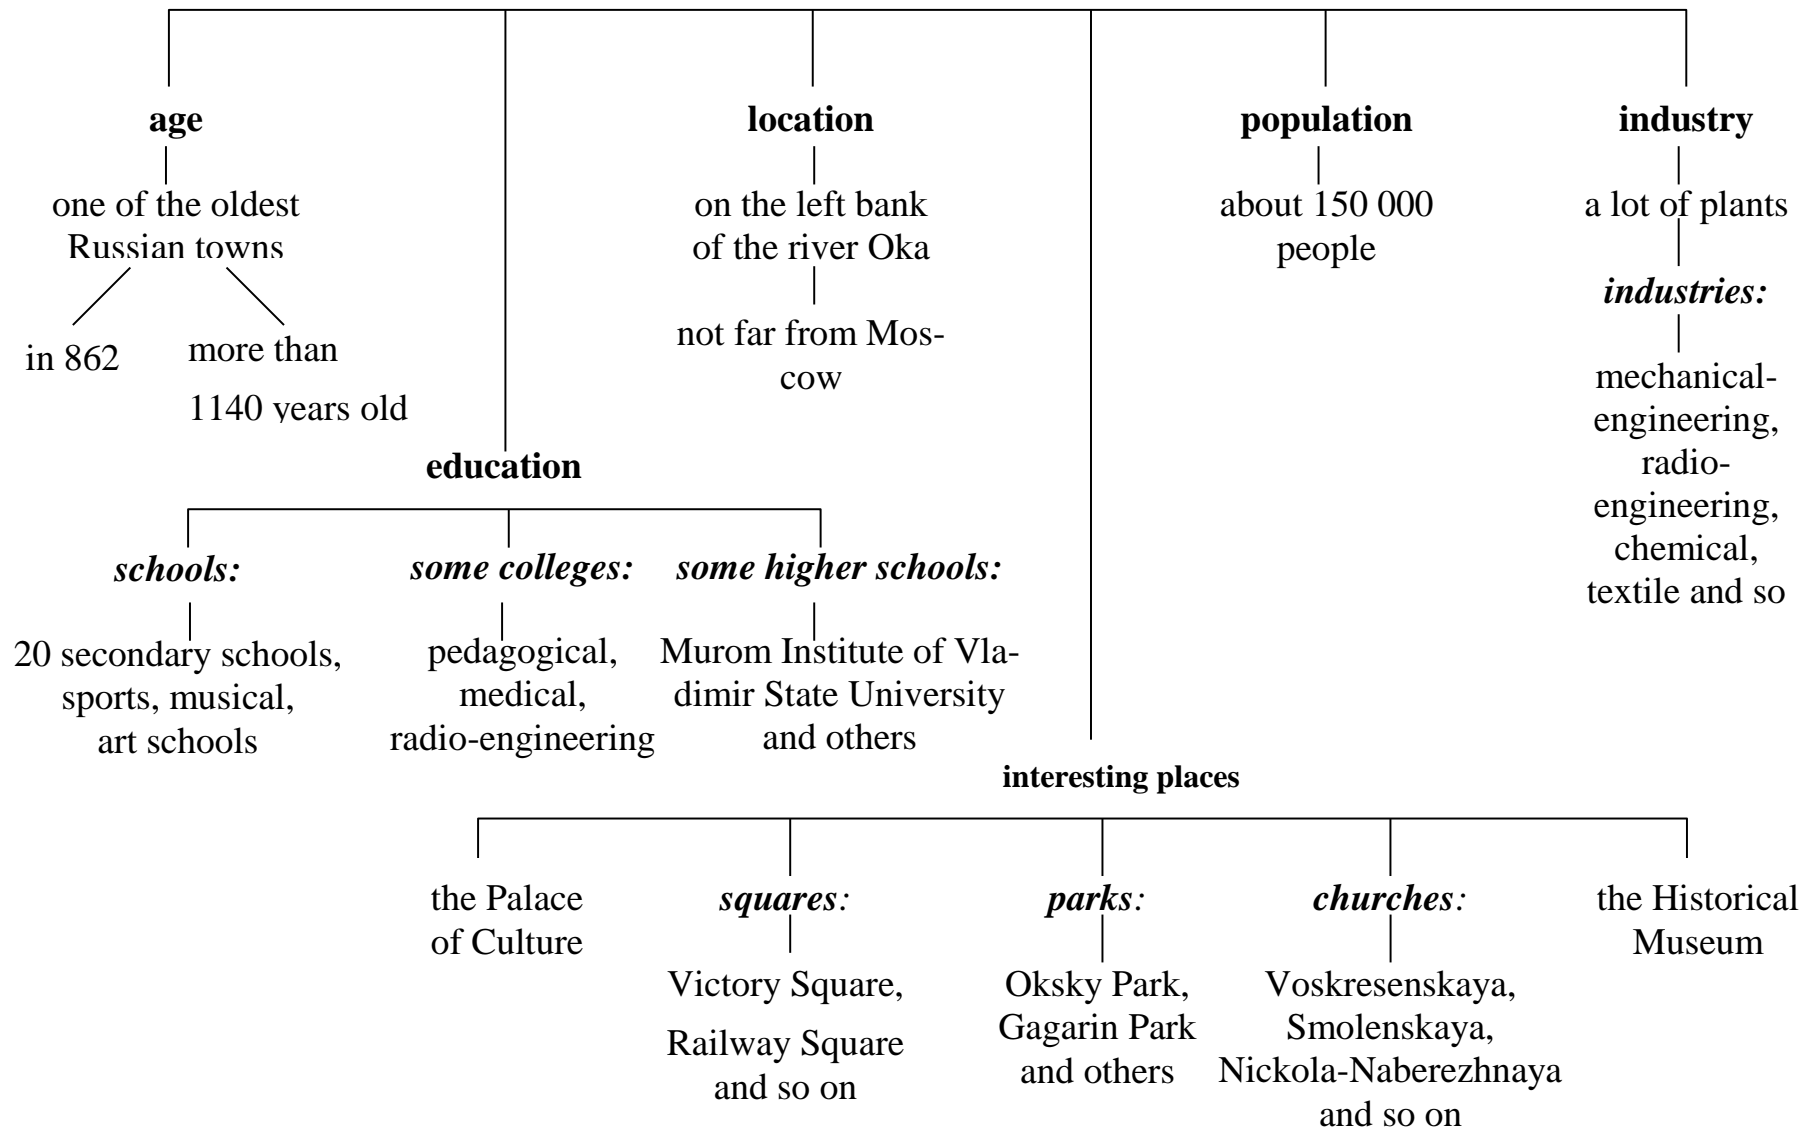 age
one of the oldest
Russian towns
in 862
more than
1140 years old
location
on the left bank
of the river Oka
not far from Mos-
cow
population
about 150 000
people
industry
a lot of plants
industries:
mechanical-
engineering,
radio-
engineering,
chemical,
textile and so
education
schools:
20 secondary schools,
sports, musical,
art schools
some colleges:
pedagogical,
medical,
radio-engineering
some higher schools:
Murom Institute of Vla-
dimir State University
and others
interesting places
the Palace
of Culture
squares:
Victory Square,
Railway Square
and so on
parks:
Oksky Park,
Gagarin Park
and others
churches:
Voskresenskaya,
Smolenskaya,
Nickola-Naberezhnaya
and so on
the Historical
Museum